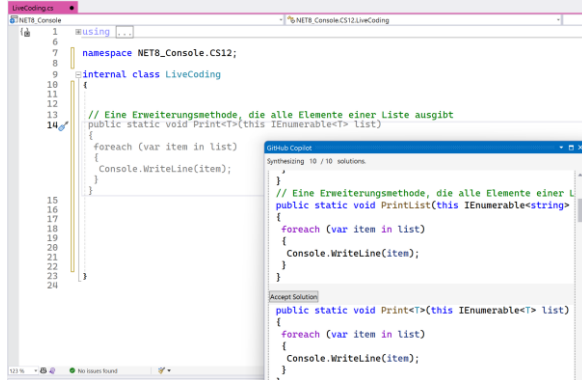 LiveCoding.cs
NET8_Console
NET8_Console.CS12.LiveCoding
1 using ...
6
7 namespace NET8_Console.CS12;
8
9 internal class LiveCoding
10 {
11
12
13 // Eine Erweiterungsmethode, die alle Elemente einer Liste ausgibt
14 public static void Print<T>(this IEnumerable<T> list)
{
foreach (var item in list)
{
Console.WriteLine(item);
}
}
15
16
17
18
19
20
21
22
23 }
24
123 %
No issues found
GitHub Copilot
Synthesizing 10 / 10 solutions.
}
}
// Eine Erweiterungsmethode, die alle Elemente einer L
public static void PrintList(this IEnumerable<string>
{
foreach (var item in list)
{
Console.WriteLine(item);
}
}
Accept Solution
public static void Print<T>(this IEnumerable<T> list)
{
foreach (var item in list)
{
Console.WriteLine(item);
}
}